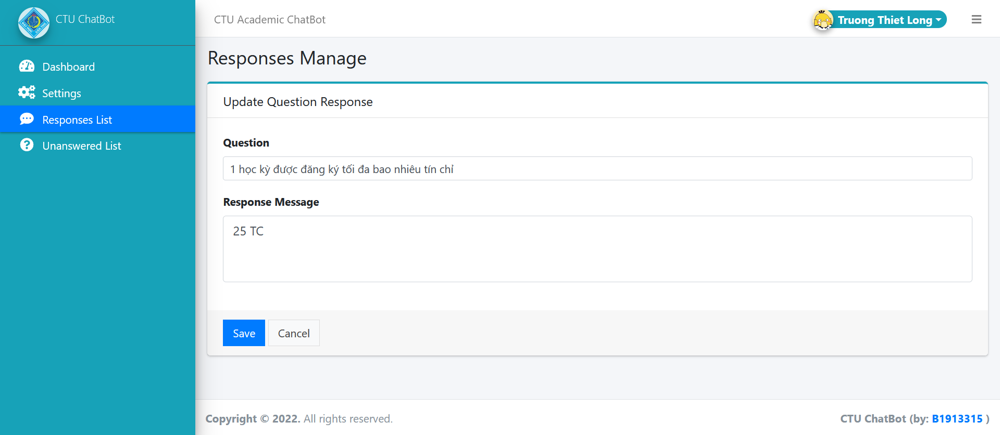 CTU ChatBot
CTU Academic ChatBot
Truong Thiet Long
Dashboard
Settings
Responses List
Unanswered List
Responses Manage
Update Question Response
Question
1 học kỳ được đăng ký tối đa bao nhiêu tín chỉ
Response Message
25 TC
Save
Cancel
Copyright © 2022. All rights reserved.
CTU ChatBot (by: B1913315 )